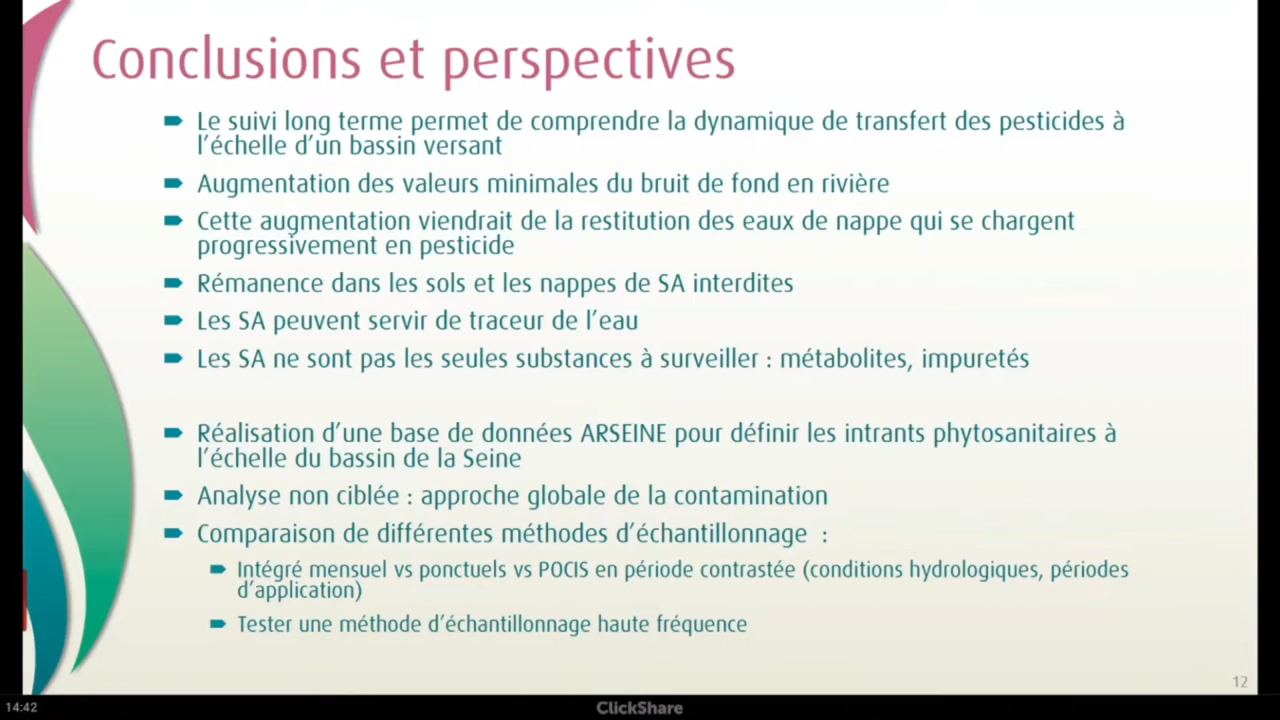 Conclusions et perspectives
Le suivi long terme permet de comprendre la dynamique de transfert des pesticides à
l'échelle d'un bassin versant
Augmentation des valeurs minimales du bruit de fond en rivière
Cette augmentation viendrait de la restitution des eaux de nappe qui se chargent
progressivement en pesticide
Rémanence dans les sols et les nappes de SA interdites
Les SA peuvent servir de traceur de l'eau
Les SA ne sont pas les seules substances à surveiller : métabolites, impuretés
Réalisation d'une base de données ARSEINE pour définir les intrants phytosanitaires à
l'échelle du bassin de la Seine
Analyse non ciblée : approche globale de la contamination
Comparaison de différentes méthodes d'échantillonnage :
Intégré mensuel vs ponctuels vs POCIS en période contrastée (conditions hydrologiques, périodes
d'application)
Tester une méthode d'échantillonnage haute fréquence
12
14:42
ClickShare